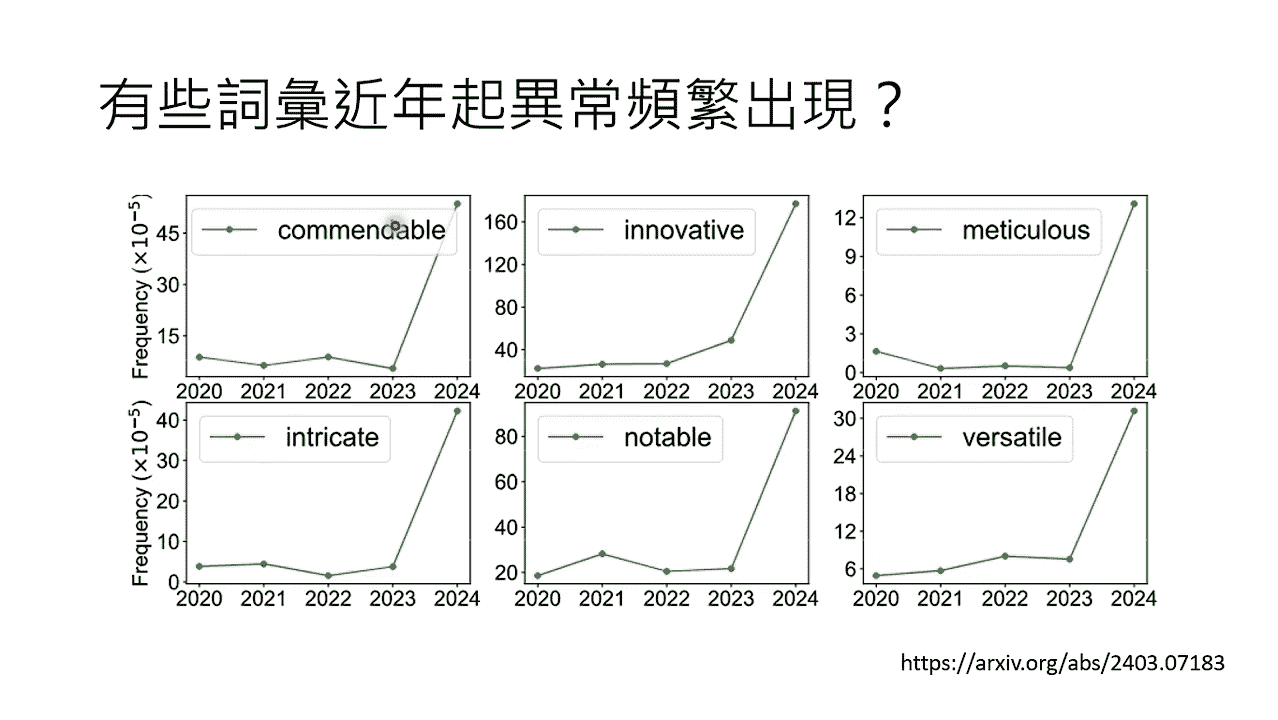 有些詞彙近年起異常頻繁出現？
Frequency (×10⁻⁵)
45
30
15
commendable
2020 2021 2022 2023 2024
160
120
80
40
innovative
2020 2021 2022 2023 2024
12
9
6
3
0
meticulous
2020 2021 2022 2023 2024
Frequency (×10⁻⁵)
40
30
20
10
0
intricate
2020 2021 2022 2023 2024
80
60
40
20
notable
2020 2021 2022 2023 2024
30
24
18
12
6
versatile
2020 2021 2022 2023 2024
https://arxiv.org/abs/2403.07183